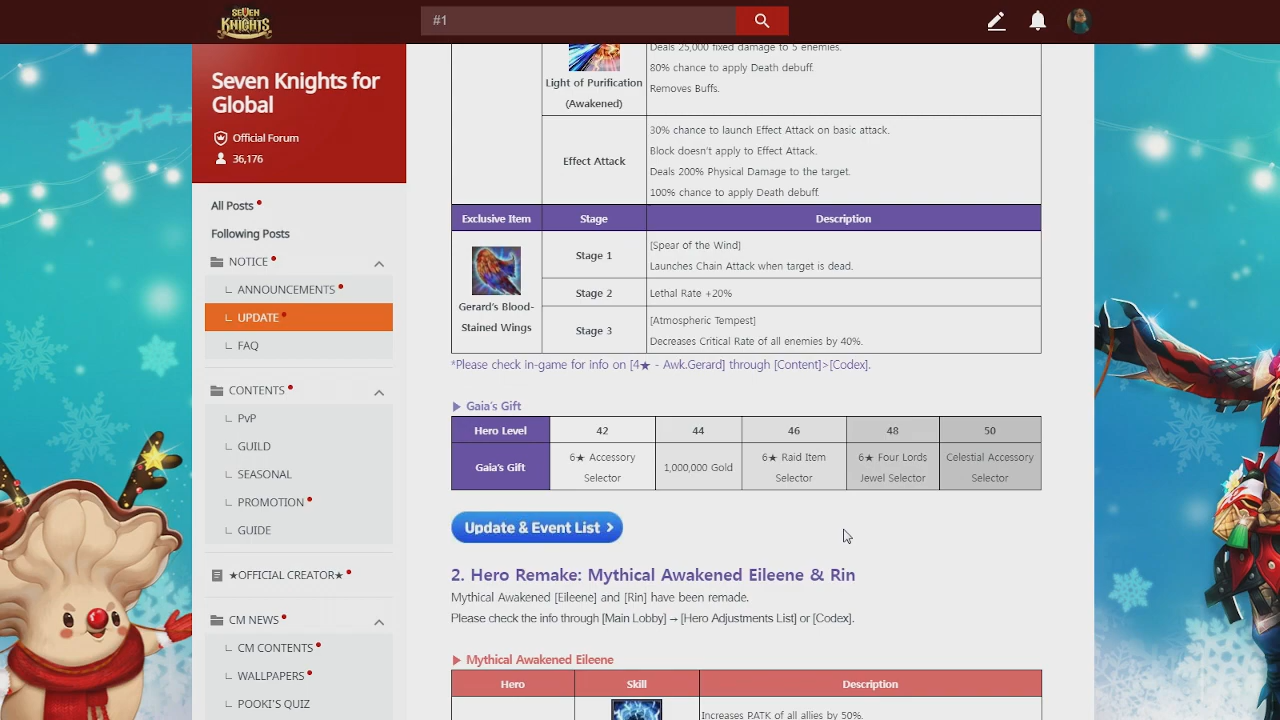 SEVEN
KNIGHTS
#1
Seven Knights for
Global
Official Forum
36,176
All Posts
Following Posts
NOTICE
ANNOUNCEMENTS
UPDATE
FAQ
CONTENTS
PvP
GUILD
SEASONAL
PROMOTION
GUIDE
★OFFICIAL CREATOR★
CM NEWS
CM CONTENTS
WALLPAPERS
POOKI'S QUIZ
Light of Purification
(Awakened)
Deals 25,000 fixed damage to 5 enemies.
80% chance to apply Death debuff.
Removes Buffs.
Effect Attack
30% chance to launch Effect Attack on basic attack.
Block doesn't apply to Effect Attack.
Deals 200% Physical Damage to the target.
100% chance to apply Death debuff.
Exclusive Item Stage Description
Gerard's Blood-
Stained Wings
Stage 1
[Spear of the Wind]
Launches Chain Attack when target is dead.
Stage 2 Lethal Rate +20%
Stage 3
[Atmospheric Tempest]
Decreases Critical Rate of all enemies by 40%.
*Please check in-game for info on [4★ - Awk.Gerard] through [Content]>[Codex].
▶ Gaia's Gift
Hero Level 42 44 46 48 50
Gaia's Gift
6★ Accessory
Selector
1,000,000 Gold
6★ Raid Item
Selector
6★ Four Lords
Jewel Selector
Celestial Accessory
Selector
Update & Event List >
2. Hero Remake: Mythical Awakened Eileene & Rin
Mythical Awakened [Eileene] and [Rin] have been remade.
Please check the info through [Main Lobby] → [Hero Adjustments List] or [Codex].
▶ Mythical Awakened Eileene
Hero Skill Description
Increases P.ATK of all allies by 50%.